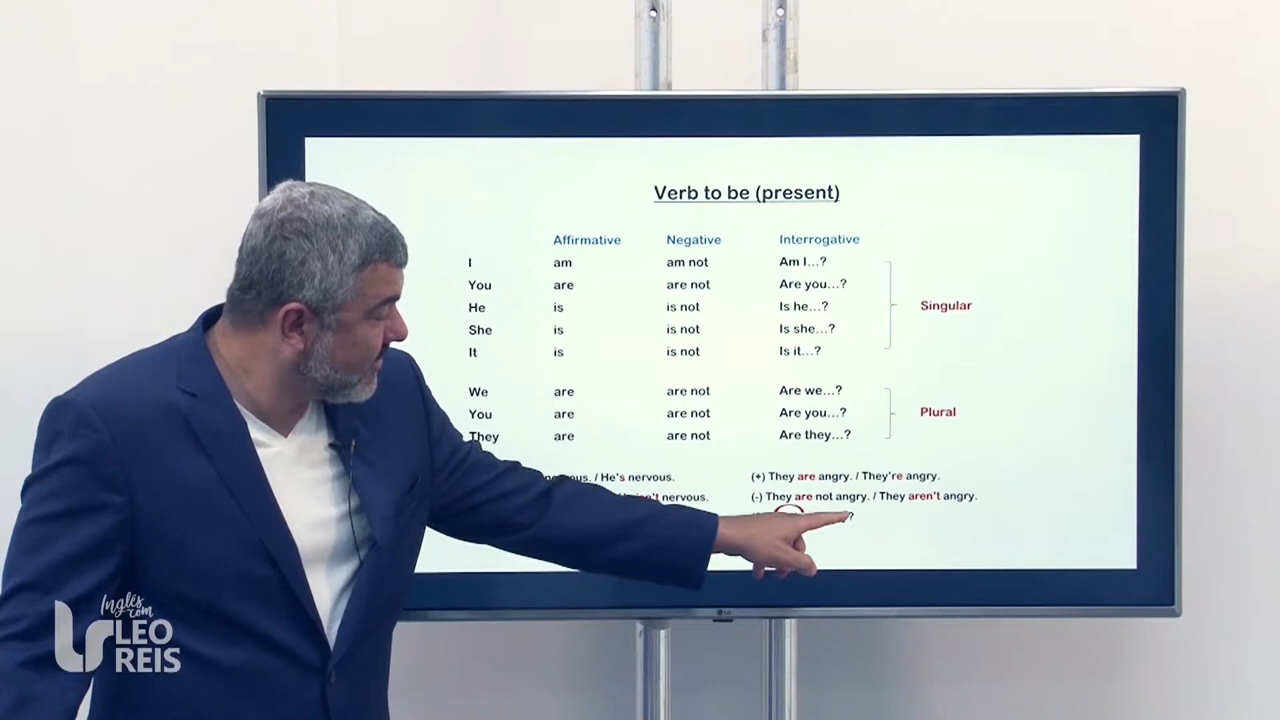 Verb to be (present)
Affirmative Negative Interrogative
I am am not Am I...?
You are are not Are you...?
He is is not Is he...?
She is is not Is she...?
It is is not Is it...?
Singular
We are are not Are we...?
You are are not Are you...?
They are are not Are they...?
Plural
/ He's nervous.
isn't nervous.
(+) They are angry. / They're angry.
(-) They are not angry. / They aren't angry.
?
LG
Inglês
com
LEO
REIS